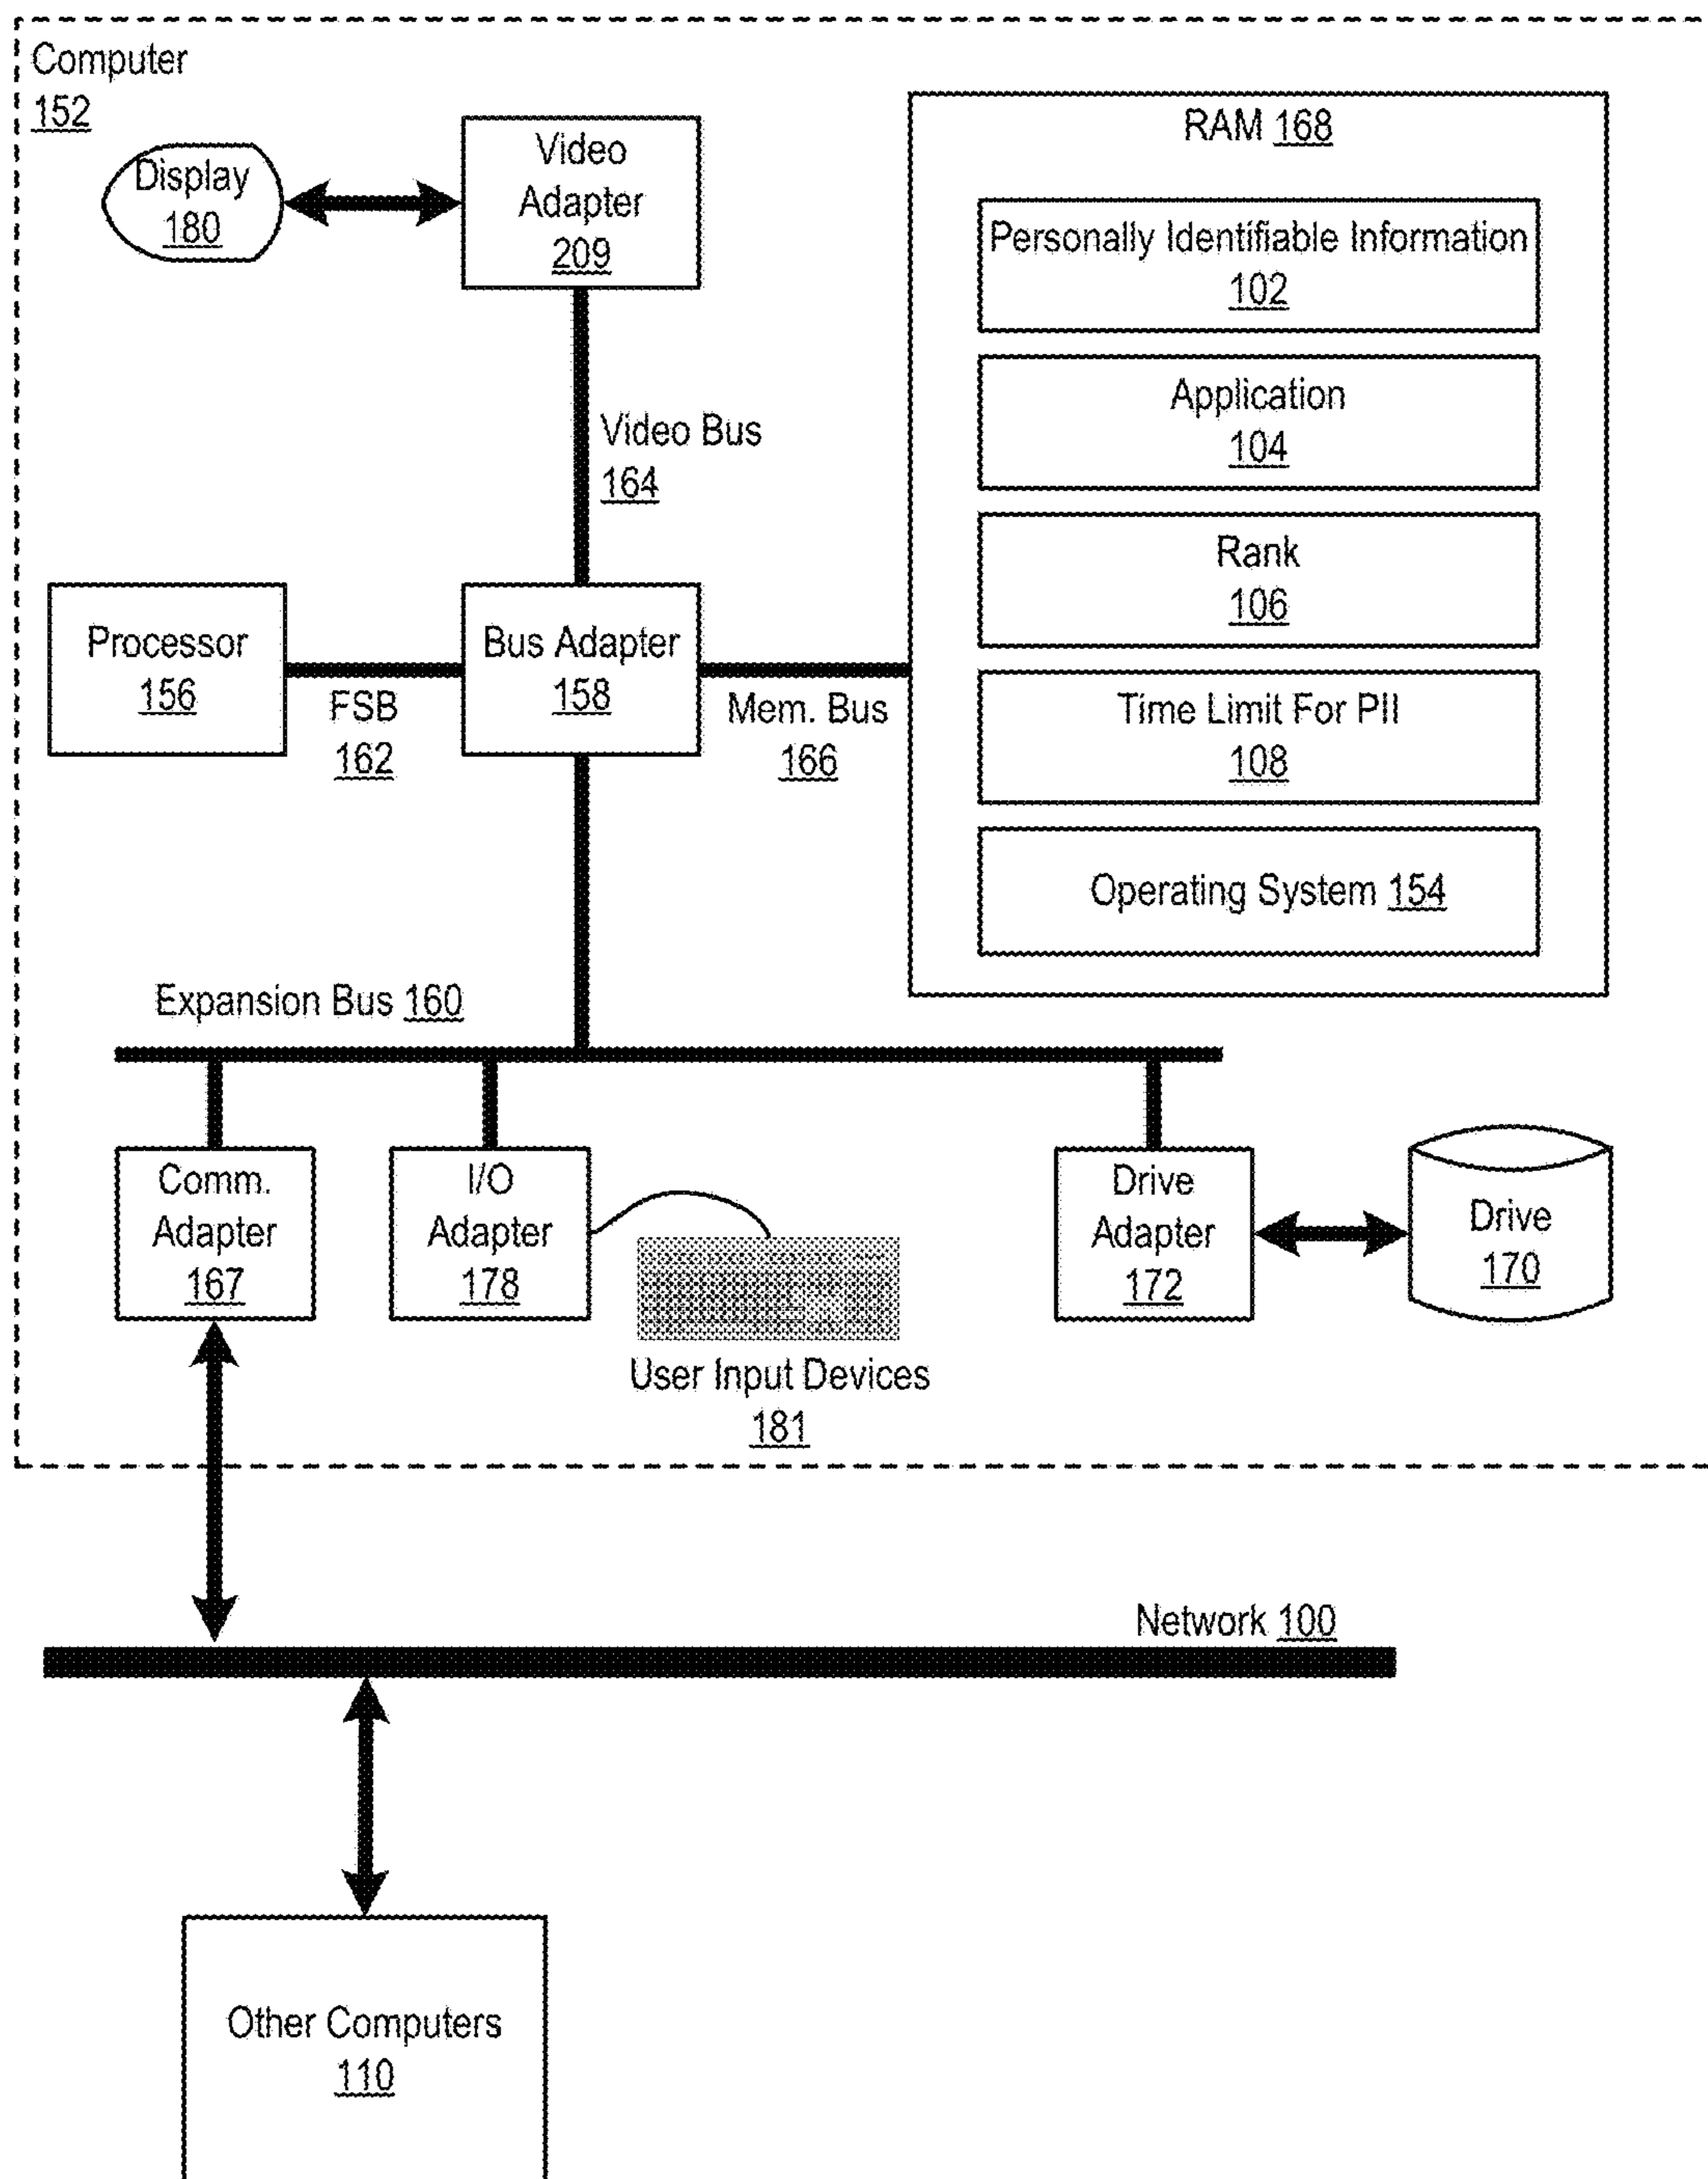 Computer
152
Display
180
Video
Adapter
209
RAM 168
Personally Identifiable Information
102
Application
104
Rank
106
Time Limit For PII
108
Operating System 154
Video Bus
164
Processor
156
FSB
162
Bus Adapter
158
Mem. Bus
166
Expansion Bus 160
Comm.
Adapter
167
I/O
Adapter
178
User Input Devices
181
Drive
Adapter
172
Drive
170
Network 100
Other Computers
110